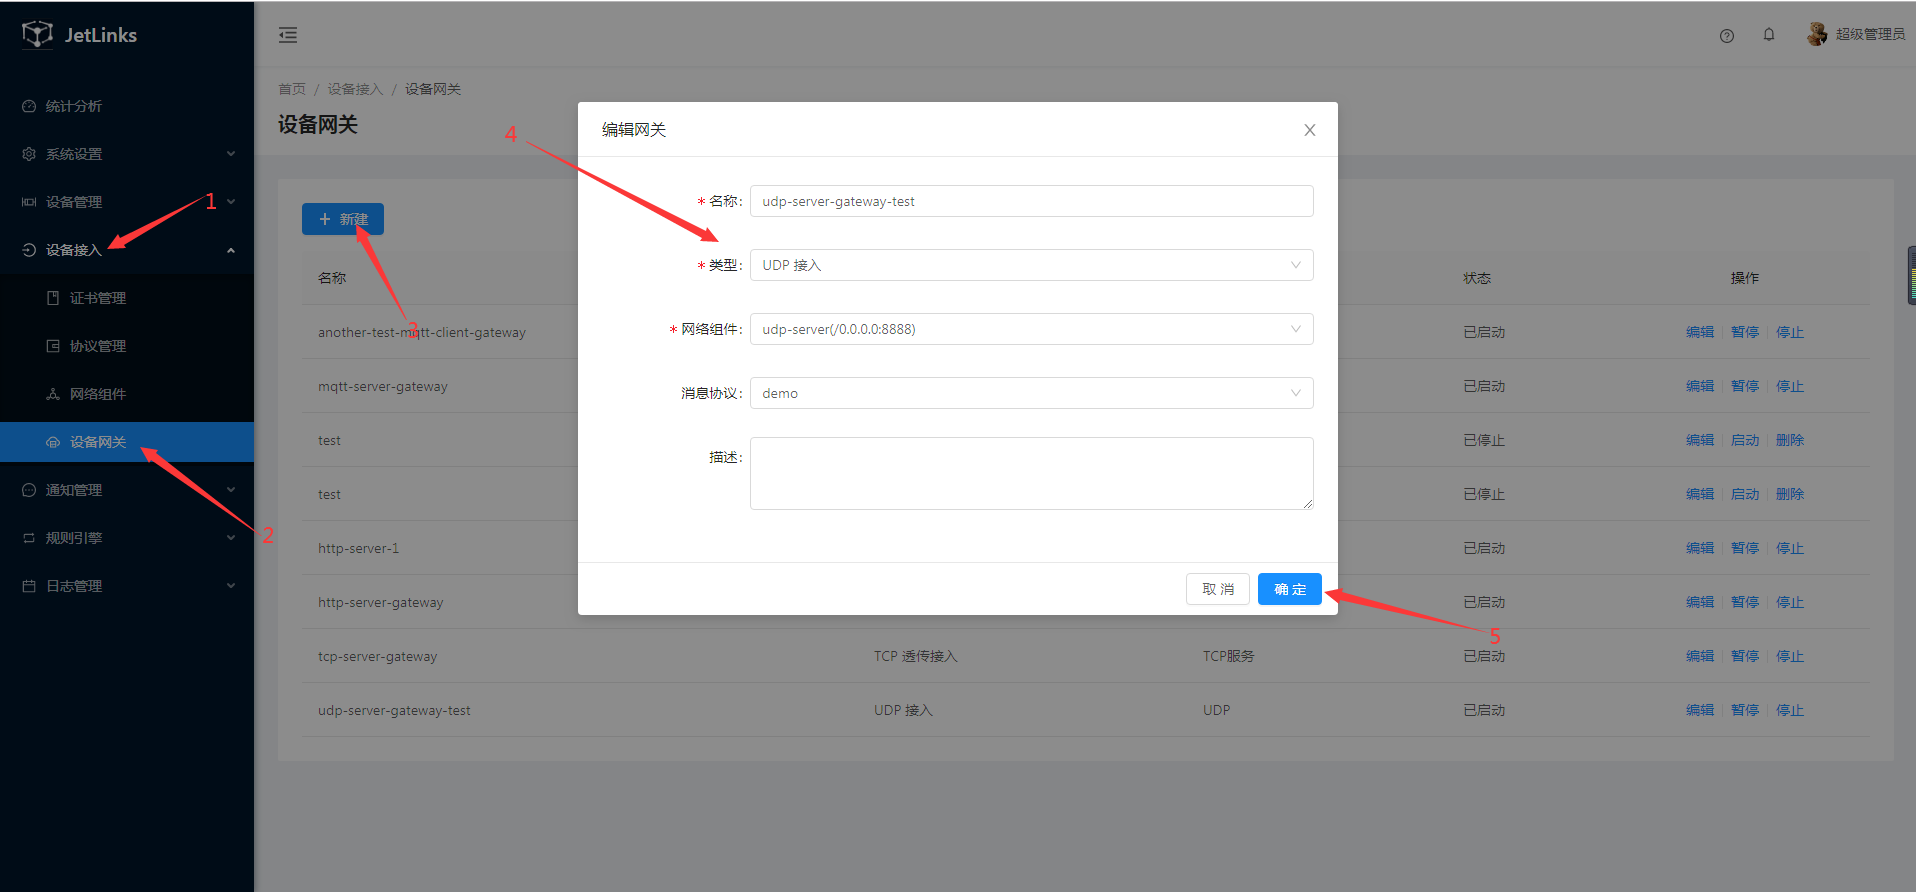 JetLinks
超级管理员
统计分析
系统设置
设备管理
1
设备接入
证书管理
协议管理
网络组件
设备网关
2
通知管理
规则引擎
日志管理
首页 / 设备接入 / 设备网关
设备网关
+ 新建
3
名称 状态 操作
another-test-mqtt-client-gateway 已启动 编辑 暂停 停止
mqtt-server-gateway 已启动 编辑 暂停 停止
test 已停止 编辑 启动 删除
test 已停止 编辑 启动 删除
http-server-1 已启动 编辑 暂停 停止
http-server-gateway 已启动 编辑 暂停 停止
tcp-server-gateway TCP 透传接入 TCP服务 已启动 编辑 暂停 停止
udp-server-gateway-test UDP 接入 UDP 已启动 编辑 暂停 停止
4
编辑网关
* 名称: udp-server-gateway-test
* 类型: UDP 接入
* 网络组件: udp-server(/0.0.0.0:8888)
消息协议: demo
描述:
取 消 确 定
5